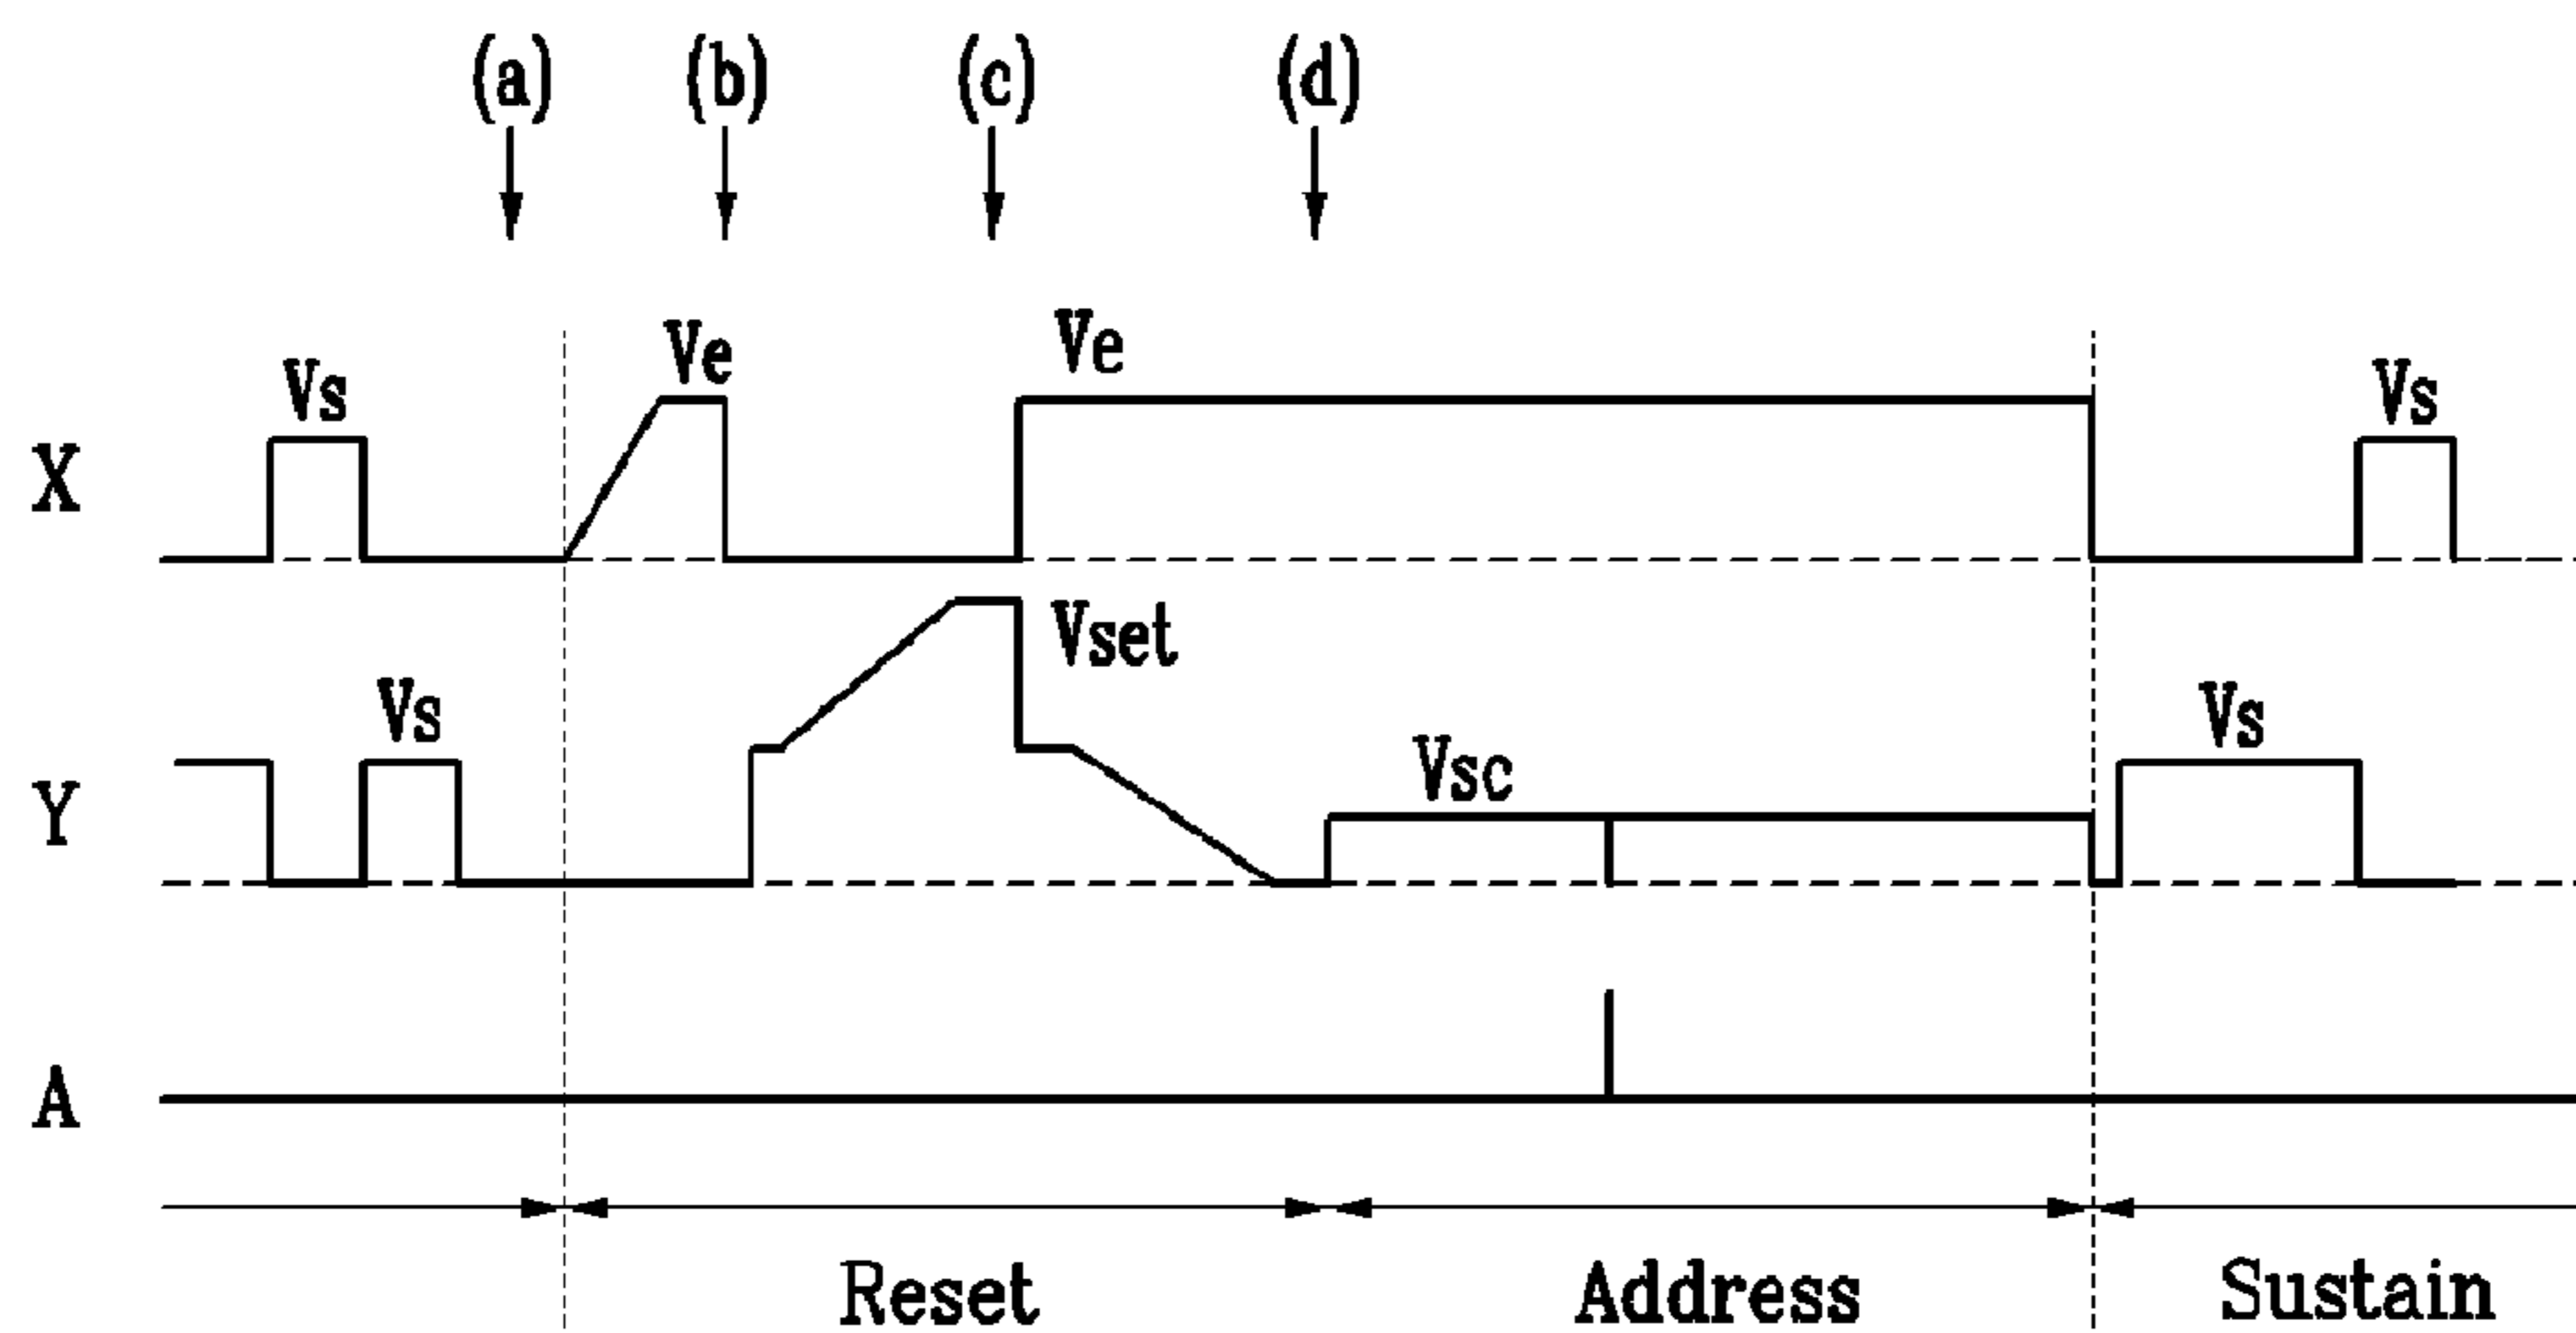 (a) (b) (c) (d)
Ve Ve
Vs Vs
X
Vset
Vs Vs
Vsc
Y
A
Reset Address Sustain